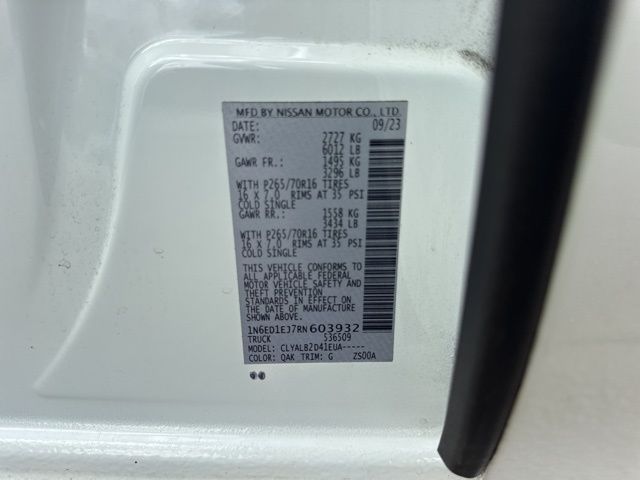 MFD BY NISSAN MOTOR CO., LTD
DATE: 09/23
GVWR: 2727 KG
6012 LB
GAWR FR.: 1495 KG
3296 LB
WITH P265/70R16 TIRES
16 X 7.0 RIMS AT 35 PSI
COLD SINGLE
GAWR RR.: 1558 KG
3434 LB
WITH P265/70R16 TIRES
16 X 7.0 RIMS AT 35 PSI
COLD SINGLE
THIS VEHICLE CONFORMS TO
ALL APPLICABLE FEDERAL
MOTOR VEHICLE SAFETY AND
THEFT PREVENTION
STANDARDS IN EFFECT ON
THE DATE OF MANUFACTURE
SHOWN ABOVE.
1N6ED1EJ7RN603932
TRUCK 536509
MODEL: CLYALB2D41EUA-----
COLOR: QAK TRIM: G ZS00A